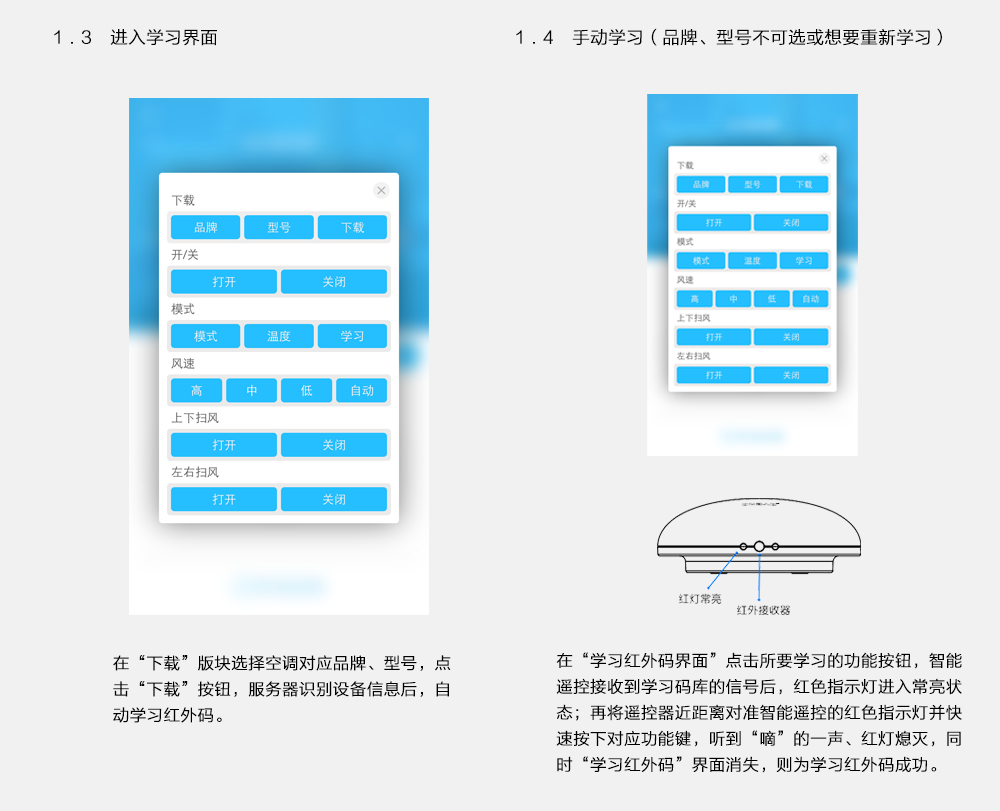 1.3 进入学习界面
下载
品牌 型号 下载
开/关
打开 关闭
模式
模式 温度 学习
风速
高 中 低 自动
上下扫风
打开 关闭
左右扫风
打开 关闭
在“下载”版块选择空调对应品牌、型号，点
击“下载”按钮，服务器识别设备信息后，自
动学习红外码。
1.4 手动学习（品牌、型号不可选或想要重新学习）
下载
品牌 型号 下载
开/关
打开 关闭
模式
模式 温度 学习
风速
高 中 低 自动
上下扫风
打开 关闭
左右扫风
打开 关闭
红灯常亮
红外接收器
在“学习红外码界面”点击所要学习的功能按钮，智能
遥控接收到学习码库的信号后，红色指示灯进入常亮状
态；再将遥控器近距离对准智能遥控的红色指示灯并快
速按下对应功能键，听到“嘀”的一声、红灯熄灭，同
时“学习红外码”界面消失，则为学习红外码成功。